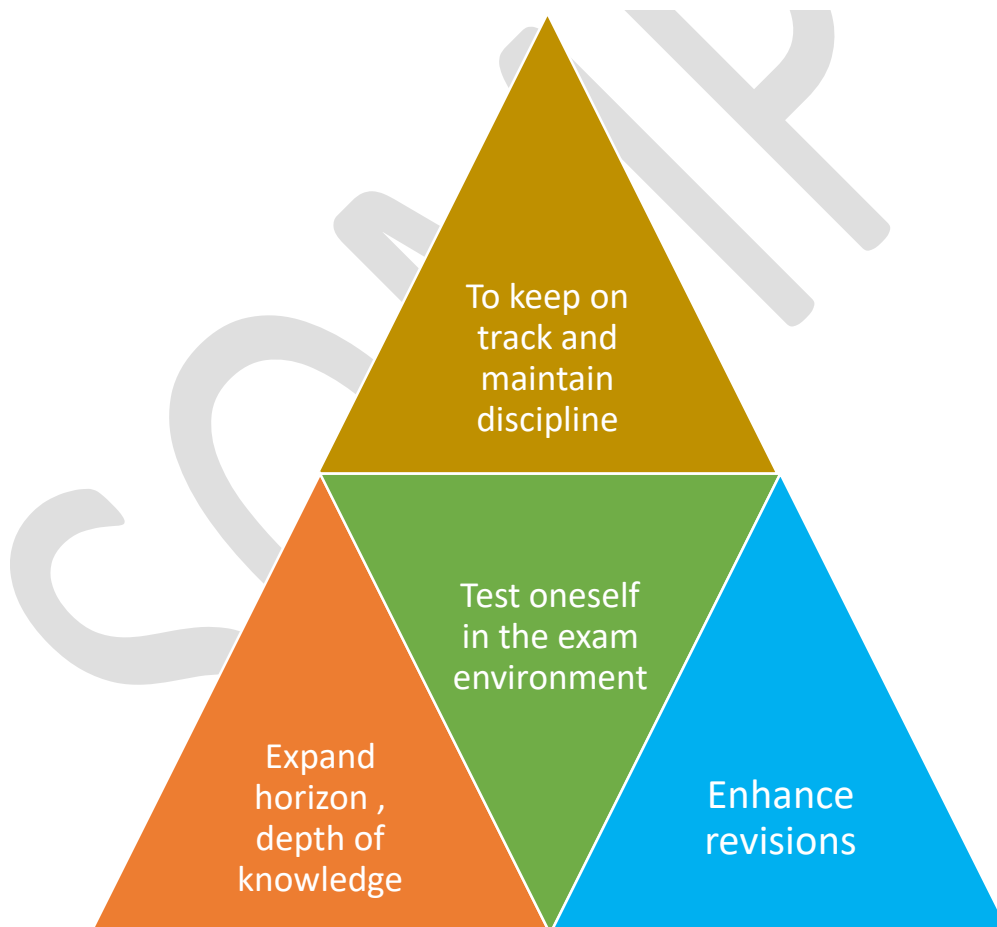 To keep on
track and
maintain
discipline
Test oneself
in the exam
environment
Expand
horizon ,
depth of
knowledge
Enhance
revisions